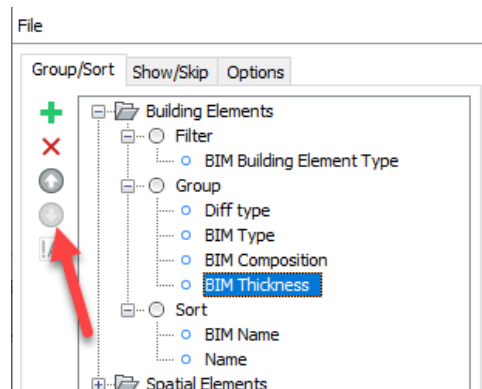 File
Group/Sort Show/Skip Options
Building Elements
Filter
BIM Building Element Type
Group
Diff type
BIM Type
BIM Composition
BIM Thickness
Sort
BIM Name
Name
Spatial Elements